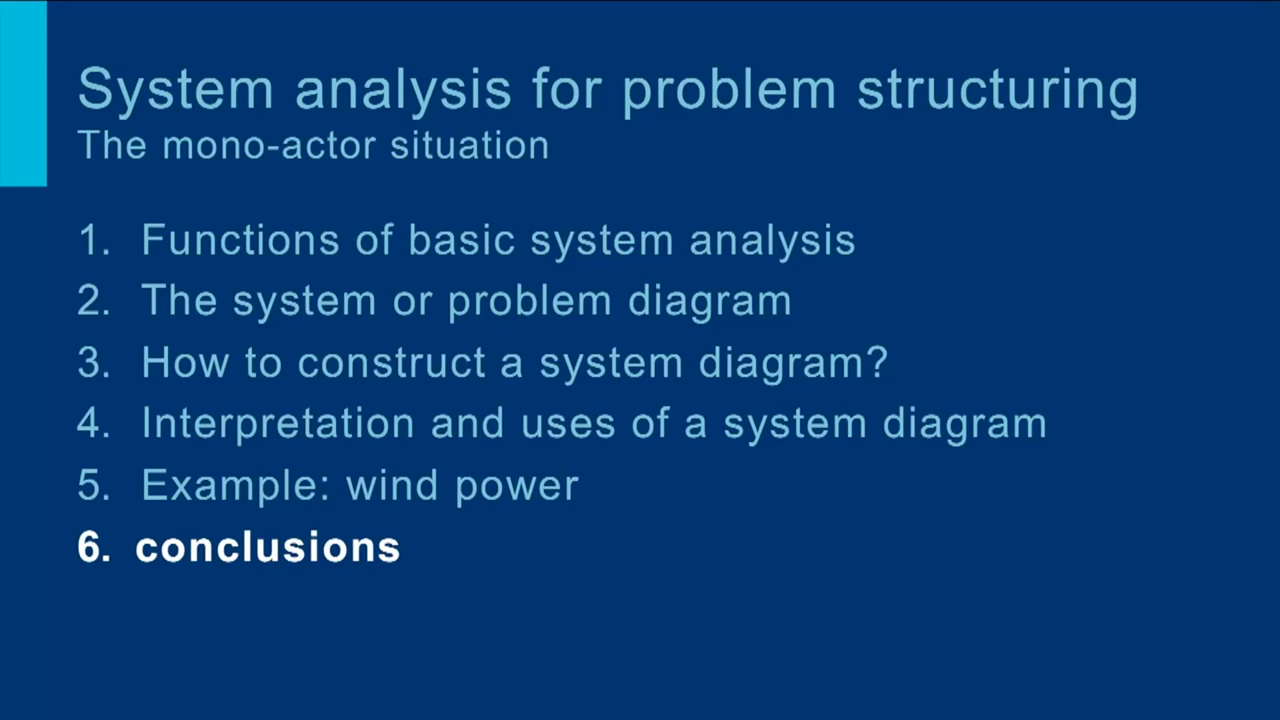 System analysis for problem structuring
The mono-actor situation
1. Functions of basic system analysis
2. The system or problem diagram
3. How to construct a system diagram?
4. Interpretation and uses of a system diagram
5. Example: wind power
6. conclusions